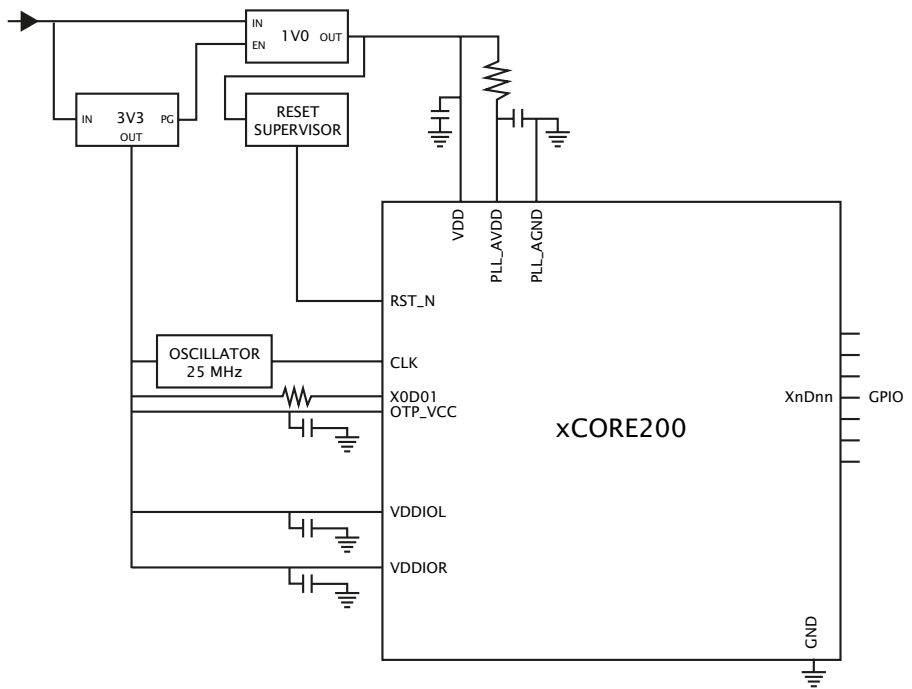 IN
1V0 OUT
EN
IN 3V3 PG
OUT
RESET
SUPERVISOR
VDD
PLL_AVDD
PLL_AGND
RST_N
OSCILLATOR
25 MHz
CLK
X0D01
OTP_VCC
XnDnn GPIO
xCORE200
VDDIOL
VDDIOR
GND